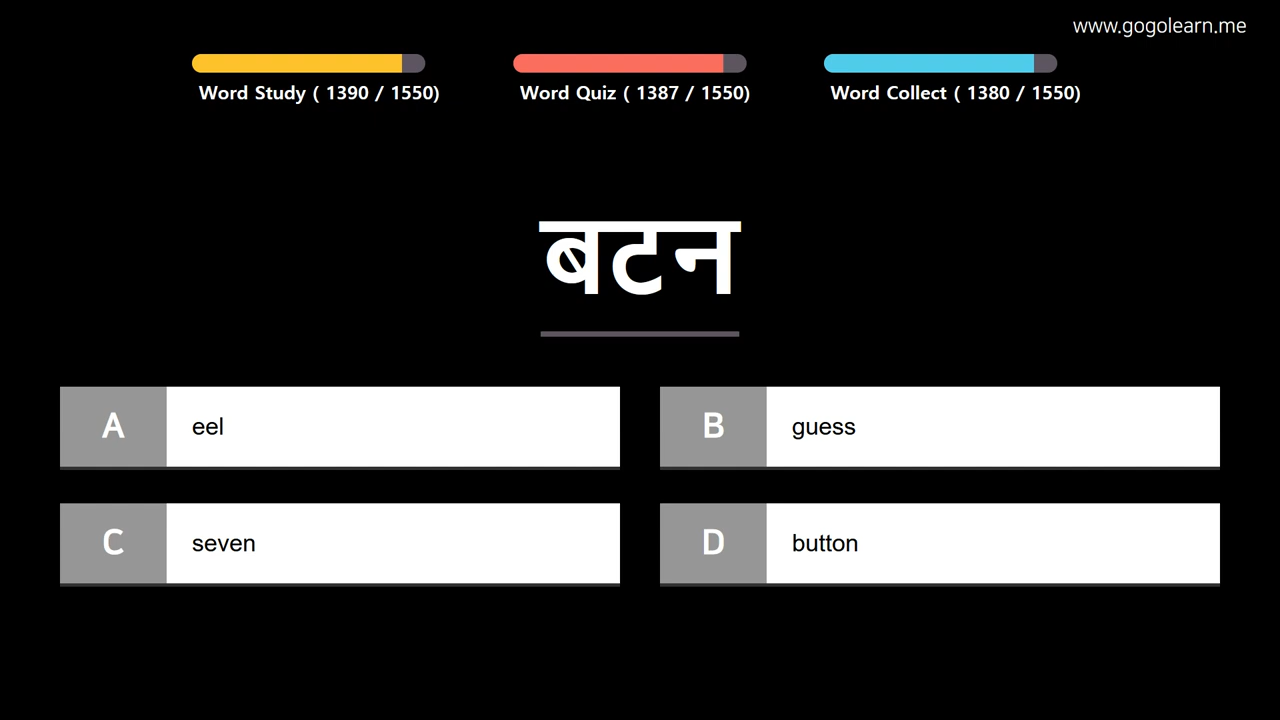 www.gogolearn.me
Word Study ( 1390 / 1550)
Word Quiz ( 1387 / 1550)
Word Collect ( 1380 / 1550)
बटन
A eel
B guess
C seven
D button